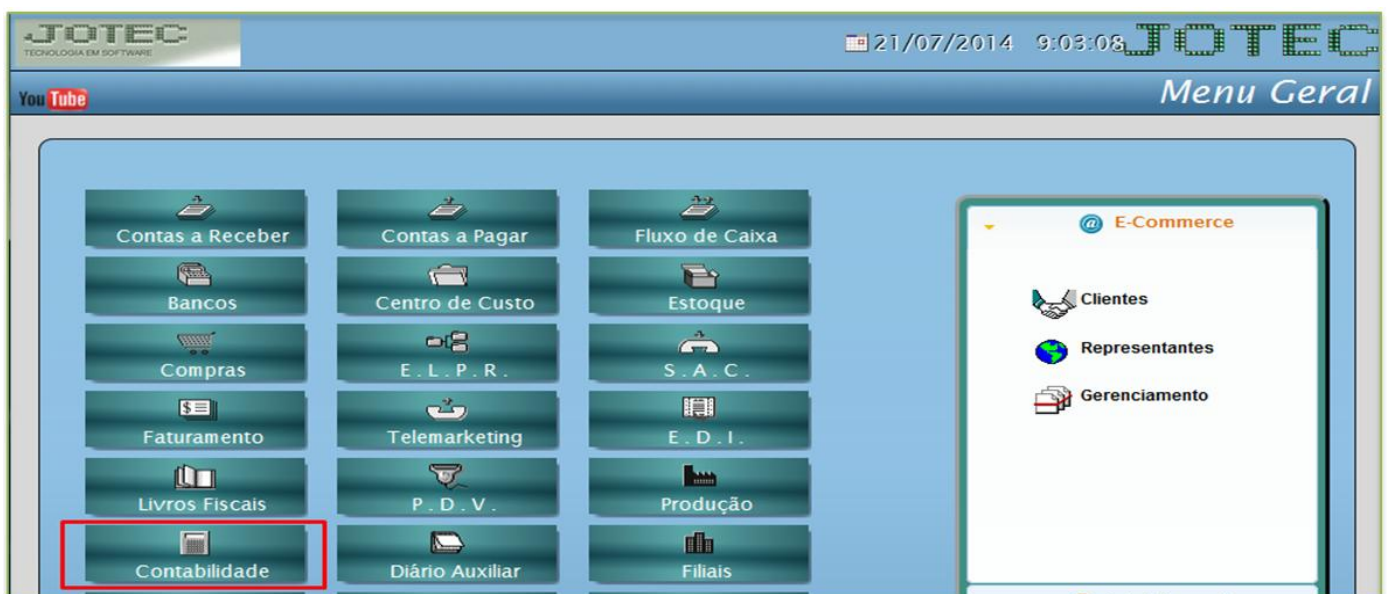 JOTEC
TECNOLOGIA EM SOFTWARE
21/07/2014 9:03:08
JOTEC
You Tube
Menu Geral
Contas a Receber
Contas a Pagar
Fluxo de Caixa
E-Commerce
Bancos
Centro de Custo
Estoque
Clientes
Compras
E.L.P.R.
S.A.C.
Representantes
Gerenciamento
Faturamento
Telemarketing
E.D.I.
Livros Fiscais
P.D.V.
Produção
Contabilidade
Diário Auxiliar
Filiais